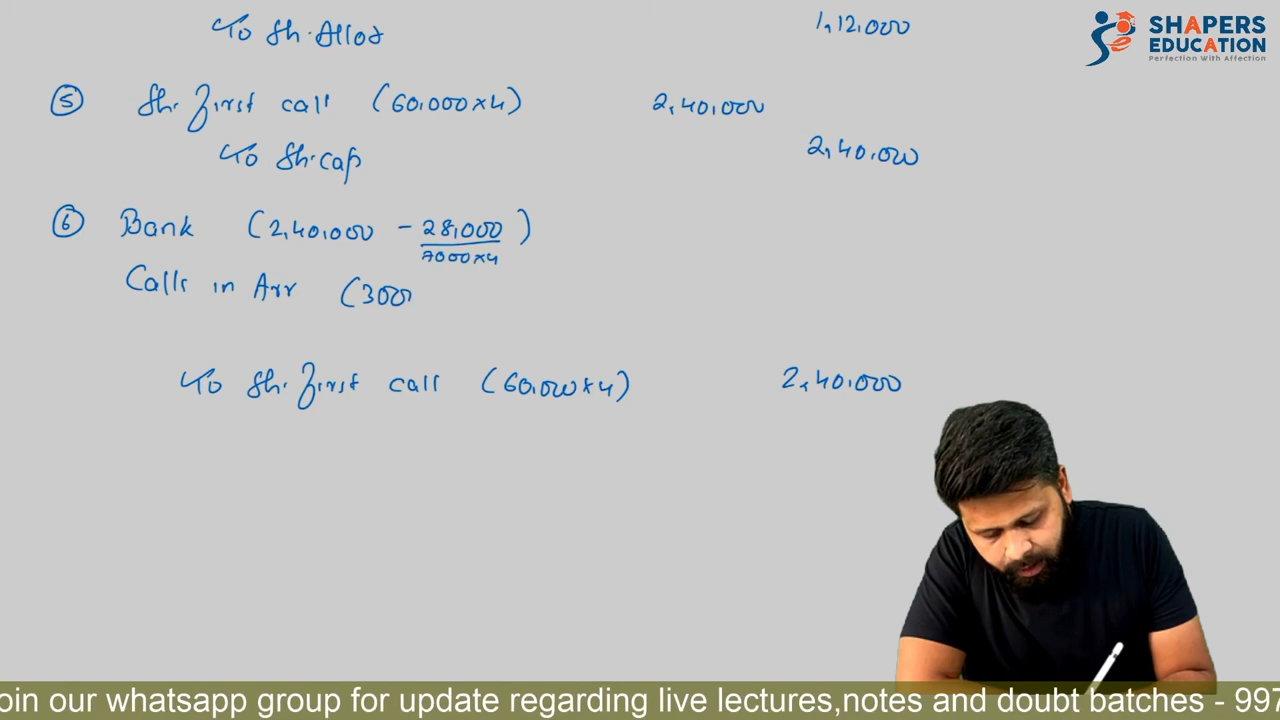 To Sh. Allot 1,12,000
SHAPERS
EDUCATION
Perfection With Affection
⑤ Sh. First call (60,000×4) 2,40,000
To Sh. cap 2,40,000
⑥ Bank (2,40,000 - 28,000)
7000×4
Calls in Arr (3000
To Sh. First call (60,000×4) 2,40,000
oin our whatsapp group for update regarding live lectures,notes and doubt batches - 997